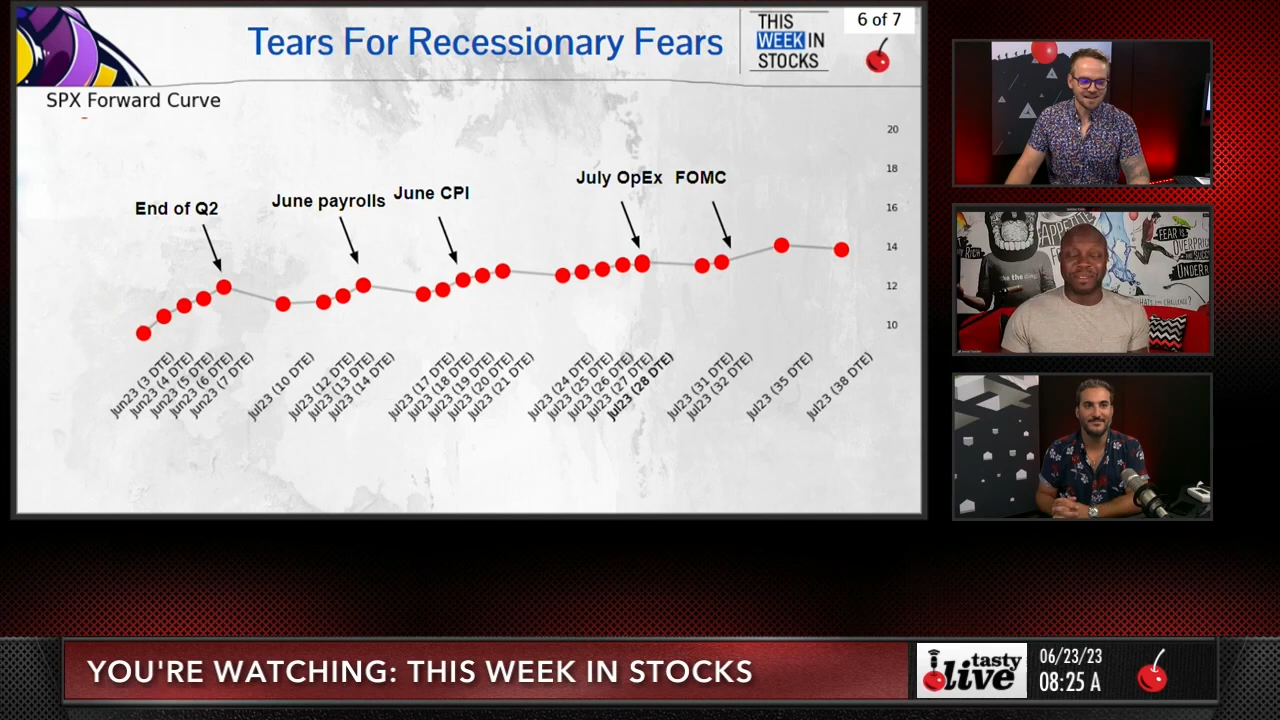 Tears For Recessionary Fears
THIS
WEEK IN
STOCKS
6 of 7
SPX Forward Curve
End of Q2
June payrolls
June CPI
July OpEx
FOMC
20
18
16
14
12
10
Jun23 (3 DTE)
Jun23 (4 DTE)
Jun23 (5 DTE)
Jun23 (6 DTE)
Jun23 (7 DTE)
Jul23 (10 DTE)
Jul23 (12 DTE)
Jul23 (13 DTE)
Jul23 (14 DTE)
Jul23 (17 DTE)
Jul23 (18 DTE)
Jul23 (19 DTE)
Jul23 (20 DTE)
Jul23 (21 DTE)
Jul23 (24 DTE)
Jul23 (25 DTE)
Jul23 (26 DTE)
Jul23 (27 DTE)
Jul23 (28 DTE)
Jul23 (31 DTE)
Jul23 (32 DTE)
Jul23 (35 DTE)
Jul23 (38 DTE)
APPETITE
FEAR IS
OVERPRIC
UNDER
RICH
CHALLENGE?
YOU'RE WATCHING: THIS WEEK IN STOCKS
tasty
live
06/23/23
08:25 A